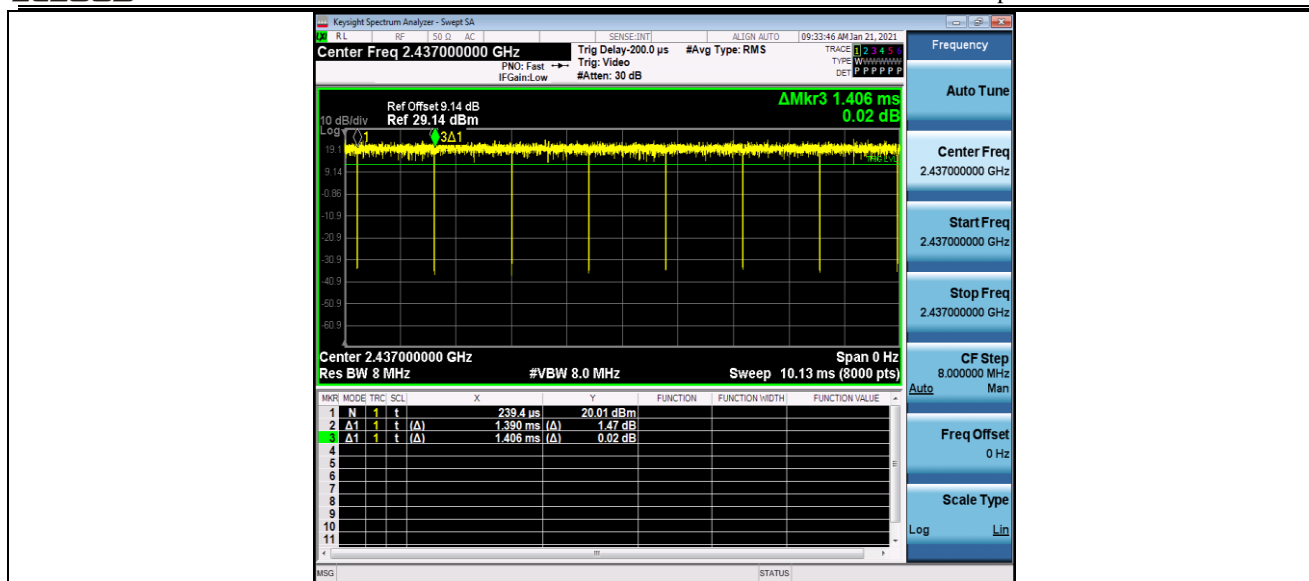 Keysight Spectrum Analyzer - Swept SA
RL RF 50 Ω AC SENSE:INT ALIGN AUTO 09:33:46 AM Jan 21, 2021
Center Freq 2.437000000 GHz Trig Delay-200.0 µs #Avg Type: RMS TRACE 1 2 3 4 5 6
PNO: Fast Trig: Video TYPE WWWWWW
IFGain:Low #Atten: 30 dB DET P P P P P P
Frequency
Auto Tune
Center Freq
2.437000000 GHz
Start Freq
2.437000000 GHz
Stop Freq
2.437000000 GHz
CF Step
8.000000 MHz
Auto Man
Freq Offset
0 Hz
Scale Type
Log Lin
ΔMkr3 1.406 ms
0.02 dB
Ref Offset 9.14 dB
10 dB/div Ref 29.14 dBm
Log
1 3Δ1
19.1
9.14
-0.86
-10.9
-20.9
-30.9
-40.9
-50.9
-60.9
Center 2.437000000 GHz Span 0 Hz
Res BW 8 MHz #VBW 8.0 MHz Sweep 10.13 ms (8000 pts)
MKR MODE TRC SCL X Y FUNCTION FUNCTION WIDTH FUNCTION VALUE
1 N 1 t 239.4 µs 20.01 dBm
2 Δ1 1 t (Δ) 1.390 ms (Δ) 1.47 dB
3 Δ1 1 t (Δ) 1.406 ms (Δ) 0.02 dB
4
5
6
7
8
9
10
11
MSG STATUS